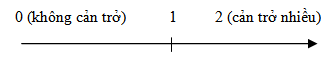 0 (không cản trở) 1 2 (cản trở nhiều)